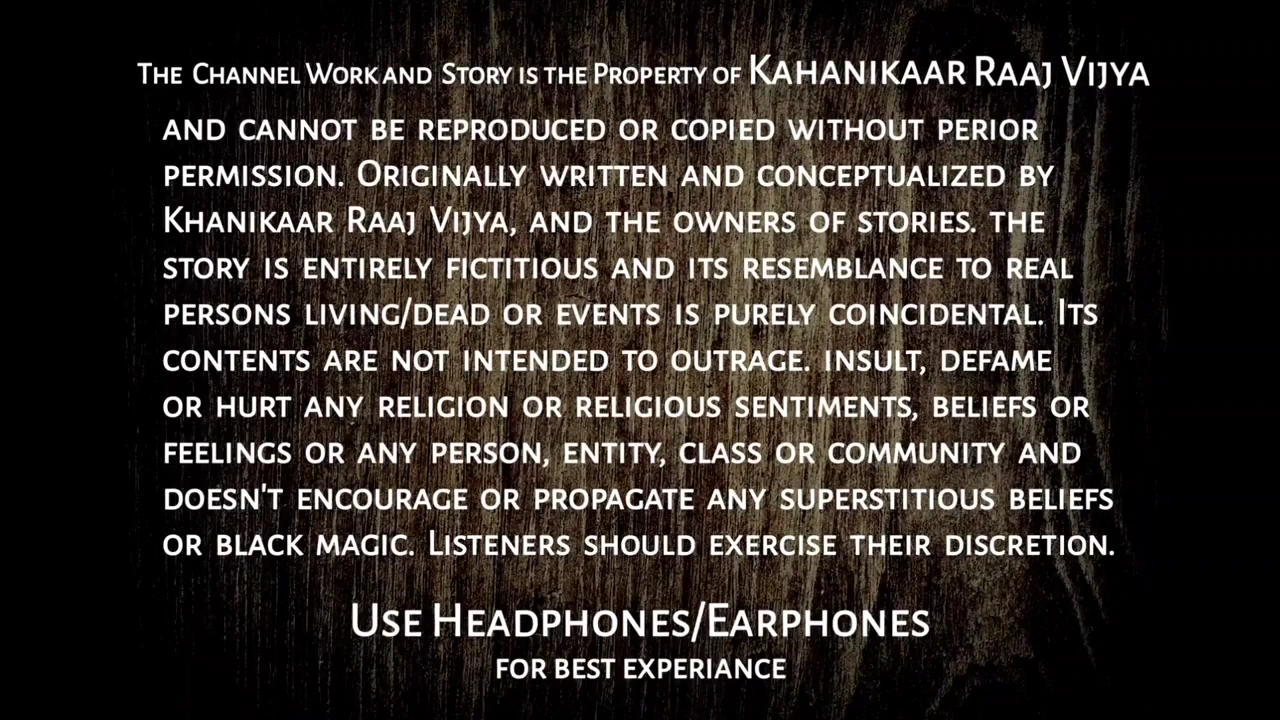 The Channel Work and Story is the Property of Kahanikaar Raaj Vijya
and cannot be reproduced or copied without perior
permission. Originally written and conceptualized by
Khanikaar Raaj Vijya, and the owners of stories. the
story is entirely fictitious and its resemblance to real
persons living/dead or events is purely coincidental. Its
contents are not intended to outrage. insult, defame
or hurt any religion or religious sentiments, beliefs or
feelings or any person, entity, class or community and
doesn't encourage or propagate any superstitious beliefs
or black magic. Listeners should exercise their discretion.
Use Headphones/Earphones
for best experiance